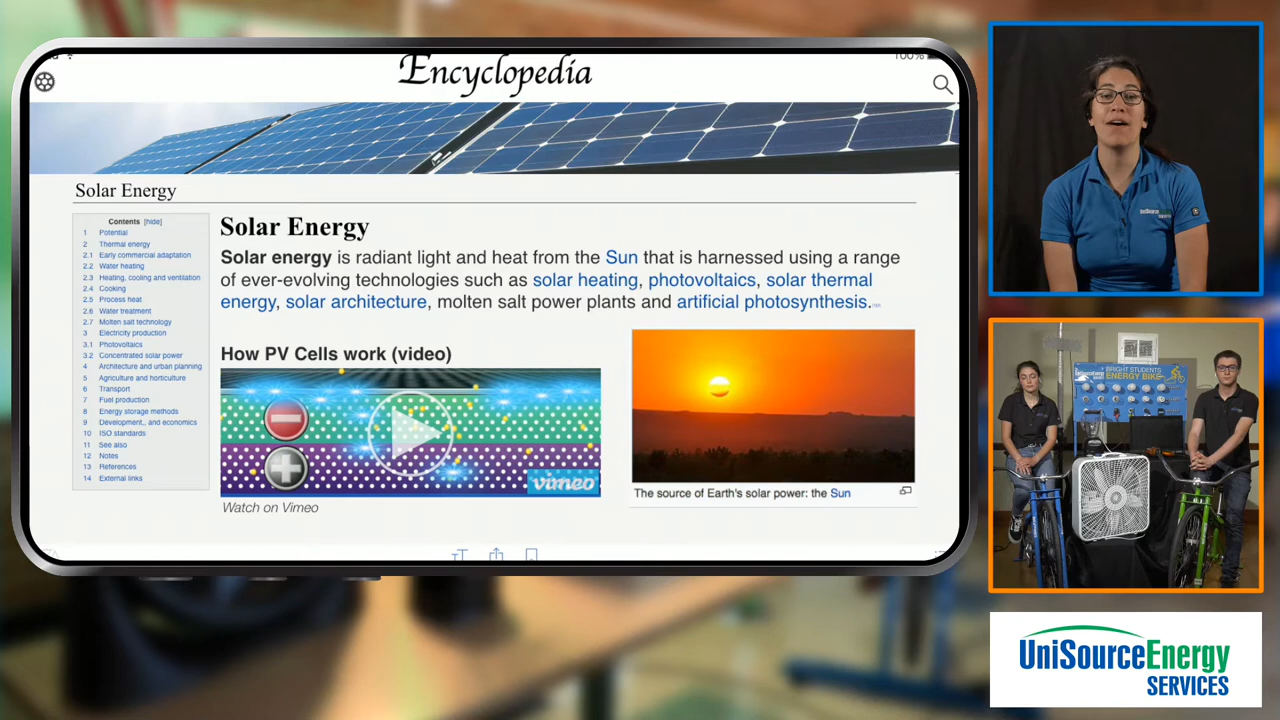 100%
Encyclopedia
Solar Energy
Contents [hide]
1 Potential
2 Thermal energy
2.1 Early commercial adaptation
2.2 Water heating
2.3 Heating, cooling and ventilation
2.4 Cooking
2.5 Process heat
2.6 Water treatment
2.7 Molten salt technology
3 Electricity production
3.1 Photovoltaics
3.2 Concentrated solar power
4 Architecture and urban planning
5 Agriculture and horticulture
6 Transport
7 Fuel production
8 Energy storage methods
9 Development,, and economics
10 ISO standards
11 See also
12 Notes
13 References
14 External links
Solar Energy
Solar energy is radiant light and heat from the Sun that is harnessed using a range
of ever-evolving technologies such as solar heating, photovoltaics, solar thermal
energy, solar architecture, molten salt power plants and artificial photosynthesis.
How PV Cells work (video)
vimeo
Watch on Vimeo
The source of Earth's solar power: the Sun
TT
BRIGHT STUDENTS
ENERGY BIKE
UniSourceEnergy
SERVICES